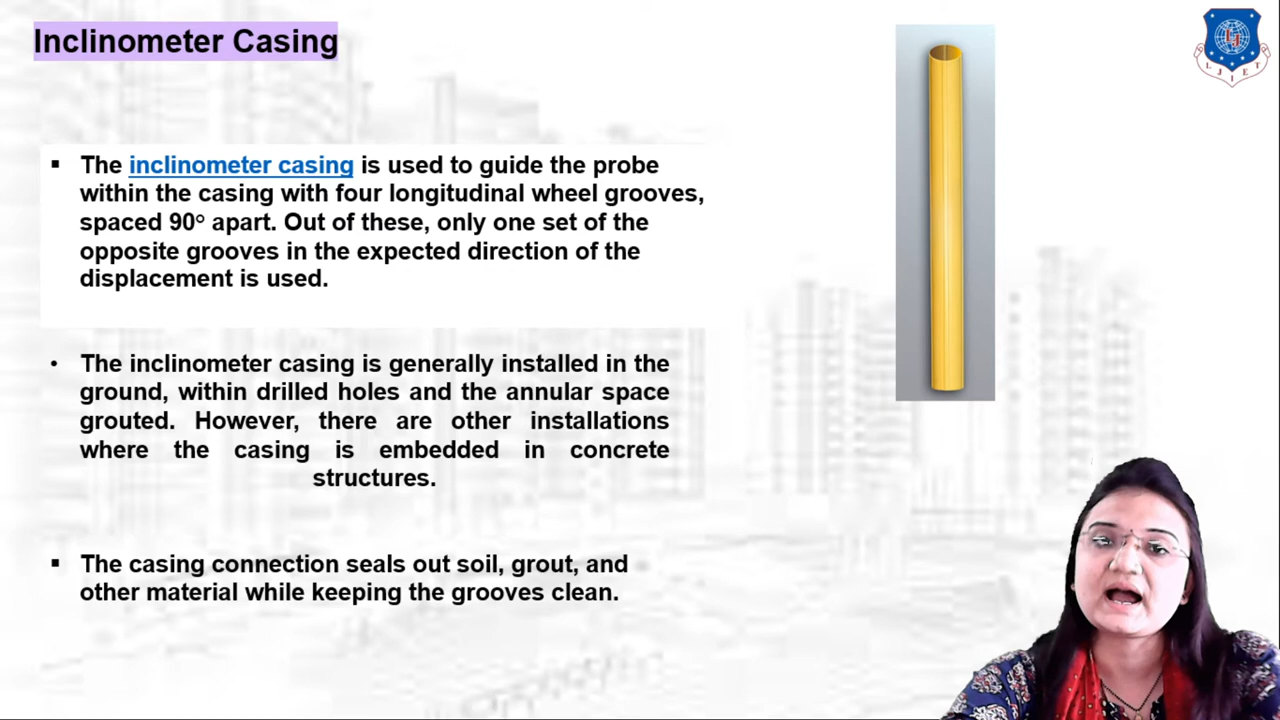 Inclinometer Casing
▪ The inclinometer casing is used to guide the probe
within the casing with four longitudinal wheel grooves,
spaced 90° apart. Out of these, only one set of the
opposite grooves in the expected direction of the
displacement is used.
• The inclinometer casing is generally installed in the
ground, within drilled holes and the annular space
grouted. However, there are other installations
where the casing is embedded in concrete
structures.
▪ The casing connection seals out soil, grout, and
other material while keeping the grooves clean.
LJ
LJIET